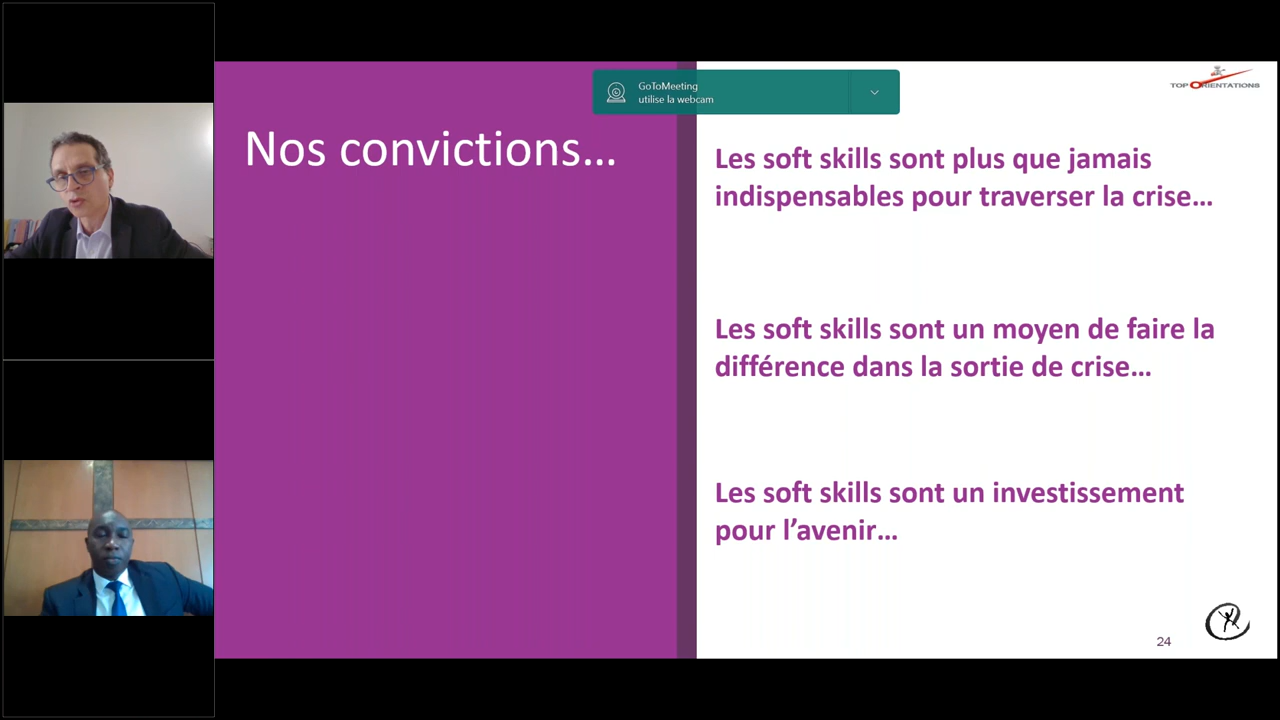 GoToMeeting
utilise la webcam
TOP ORIENTATIONS
Nos convictions...
Les soft skills sont plus que jamais
indispensables pour traverser la crise...
Les soft skills sont un moyen de faire la
différence dans la sortie de crise...
Les soft skills sont un investissement
pour l’avenir...
24